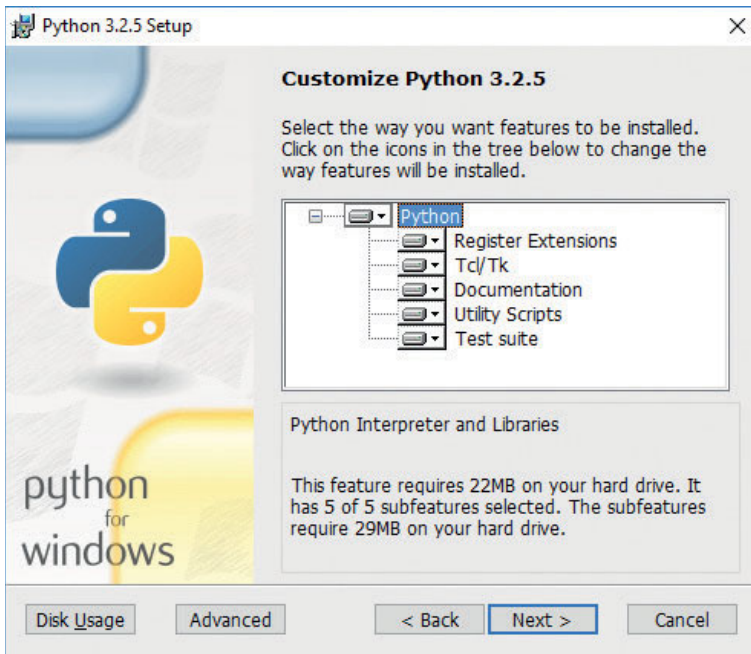 Python 3.2.5 Setup
Customize Python 3.2.5
Select the way you want features to be installed.
Click on the icons in the tree below to change the
way features will be installed.
Python
Register Extensions
Tcl/Tk
Documentation
Utility Scripts
Test suite
Python Interpreter and Libraries
This feature requires 22MB on your hard drive. It
has 5 of 5 subfeatures selected. The subfeatures
require 29MB on your hard drive.
python
for
windows
Disk Usage
Advanced
< Back
Next >
Cancel